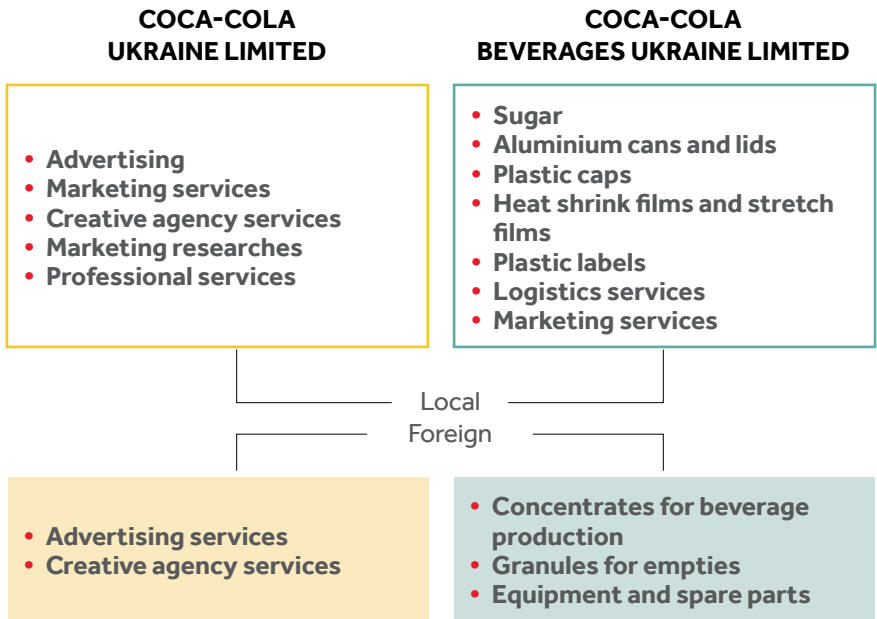 COCA-COLA
UKRAINE LIMITED
• Advertising
• Marketing services
• Creative agency services
• Marketing researches
• Professional services
COCA-COLA
BEVERAGES UKRAINE LIMITED
• Sugar
• Aluminium cans and lids
• Plastic caps
• Heat shrink films and stretch
films
• Plastic labels
• Logistics services
• Marketing services
Local
Foreign
• Advertising services
• Creative agency services
• Concentrates for beverage
production
• Granules for empties
• Equipment and spare parts